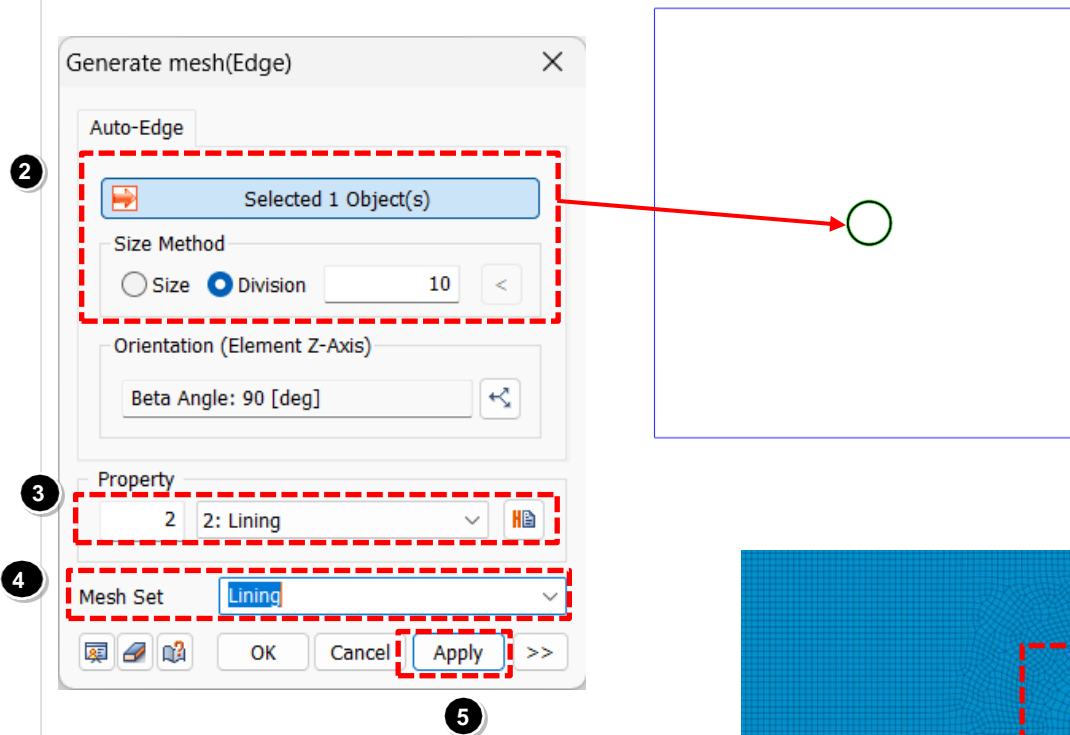 Generate mesh(Edge)
Auto-Edge
2
Selected 1 Object(s)
Size Method
Size Division 10 <
Orientation (Element Z-Axis)
Beta Angle: 90 [deg]
3
Property
2 2: Lining
4
Mesh Set Lining
OK Cancel Apply >>
5